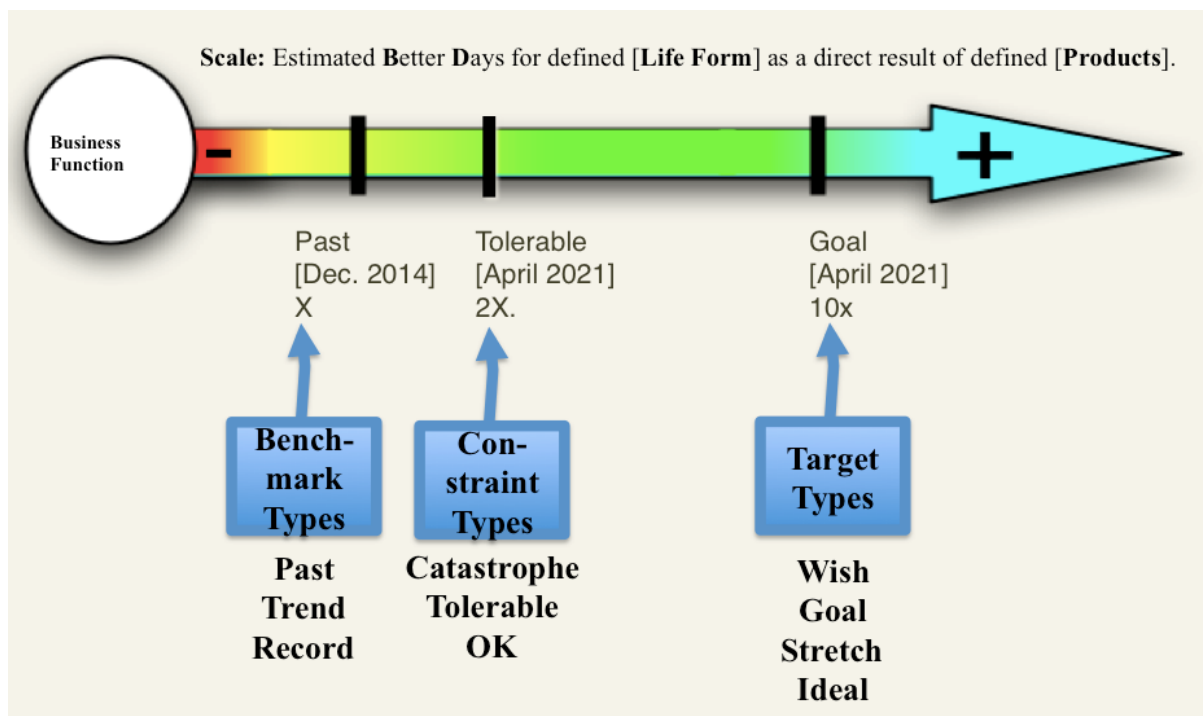 Scale: Estimated Better Days for defined [Life Form] as a direct result of defined [Products].
Business
Function
-
+
Past
[Dec. 2014]
X
Tolerable
[April 2021]
2X.
Goal
[April 2021]
10x
Bench-
mark
Types
Con-
straint
Types
Target
Types
Past
Trend
Record
Catastrophe
Tolerable
OK
Wish
Goal
Stretch
Ideal